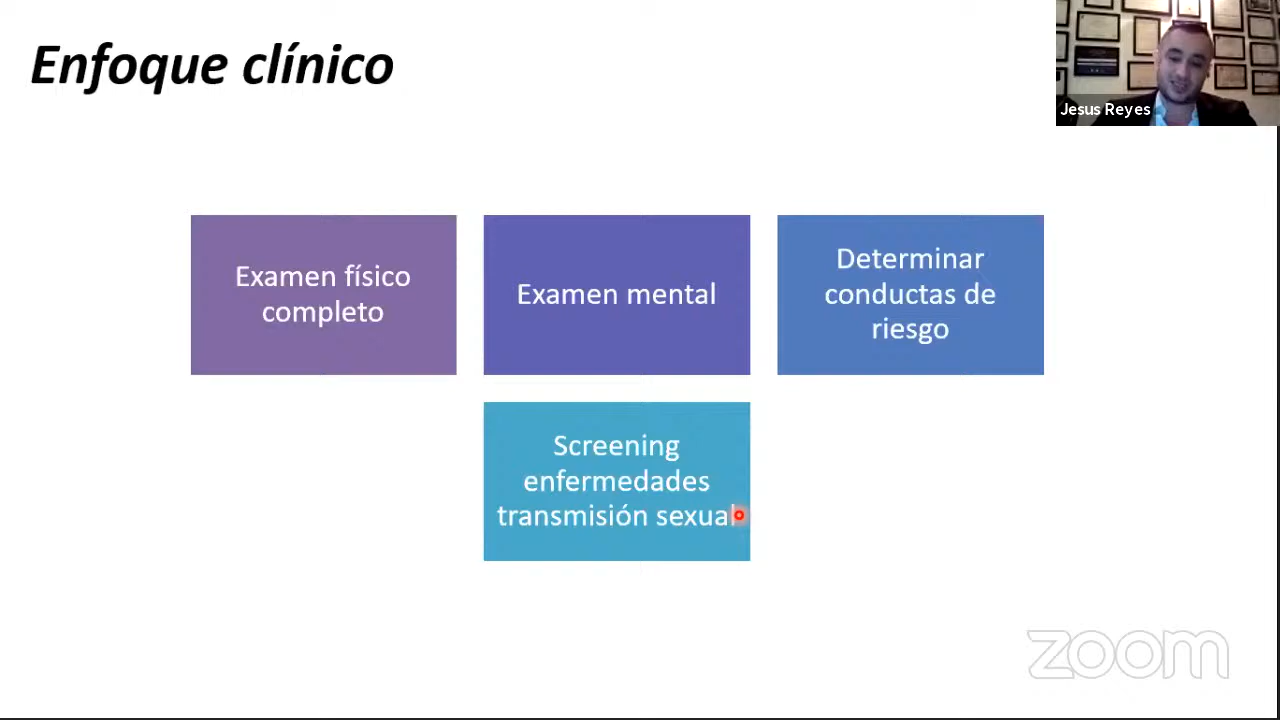 Enfoque clínico
Jesus Reyes
Examen físico
completo
Examen mental
Determinar
conductas de
riesgo
Screening
enfermedades
transmisión sexual
zoom